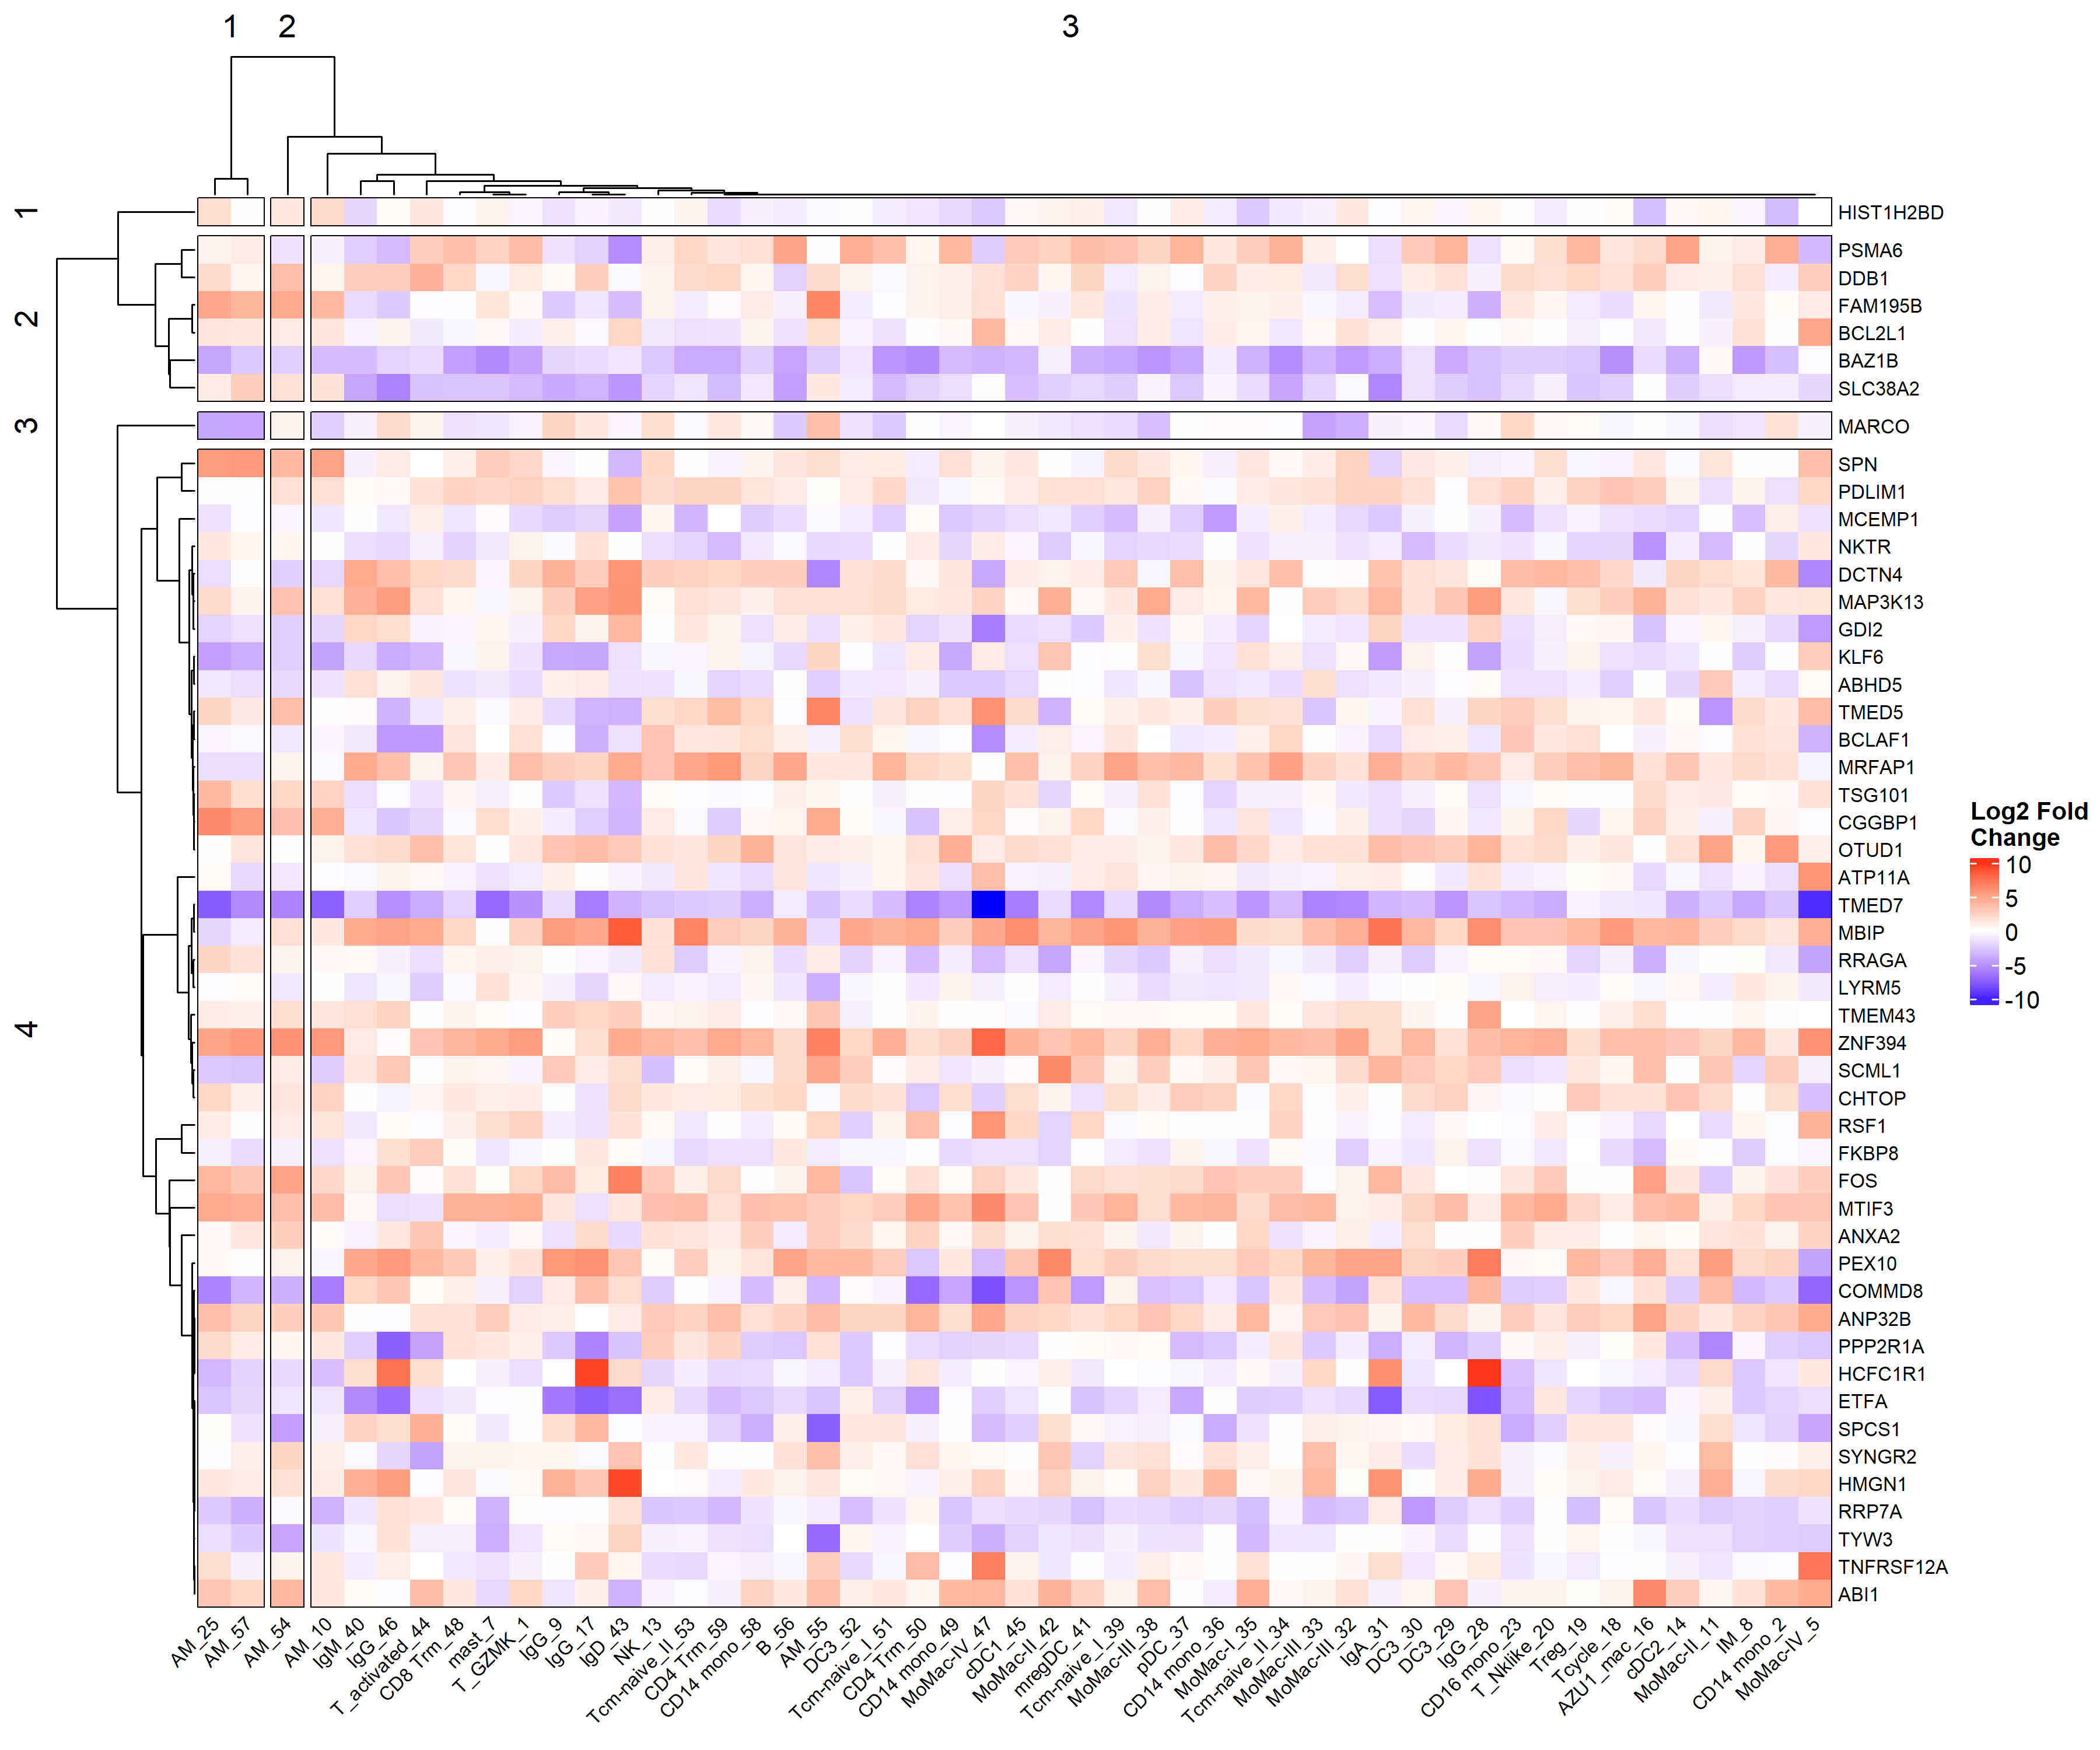 1 2 3
1
HIST1H2BD
2
PSMA6
DDB1
FAM195B
BCL2L1
BAZ1B
SLC38A2
3
MARCO
4
SPN
PDLIM1
MCEMP1
NKTR
DCTN4
MAP3K13
GDI2
KLF6
ABHD5
TMED5
BCLAF1
MRFAP1
TSG101
CGGBP1
OTUD1
ATP11A
TMED7
MBIP
RRAGA
LYRM5
TMEM43
ZNF394
SCML1
CHTOP
RSF1
FKBP8
FOS
MTIF3
ANXA2
PEX10
COMMD8
ANP32B
PPP2R1A
HCFC1R1
ETFA
SPCS1
SYNGR2
HMGN1
RRP7A
TYW3
TNFRSF12A
ABI1
Log2 Fold
Change
10
5
0
-5
-10
AM_25
AM_57
AM_54
AM_10
IgM_40
IgG_46
T_activated_44
CD8 Trm_48
mast_7
T_GZMK_1
IgG_9
IgG_17
IgD_43
NK_13
Tcm-naive_II_53
CD4 Trm_59
CD14 mono_58
B_56
AM_55
DC3_52
Tcm-naive_I_51
CD4 Trm_50
CD14 mono_49
MoMac-IV_47
cDC1_45
MoMac-II_42
mregDC_41
Tcm-naive_I_39
MoMac-III_38
pDC_37
CD14 mono_36
MoMac-I_35
Tcm-naive_II_34
MoMac-III_33
MoMac-III_32
IgA_31
DC3_30
DC3_29
IgG_28
CD16 mono_23
T_Nklike_20
Treg_19
Tcycle_18
AZU1_mac_16
cDC2_14
MoMac-II_11
IM_8
CD14 mono_2
MoMac-IV_5